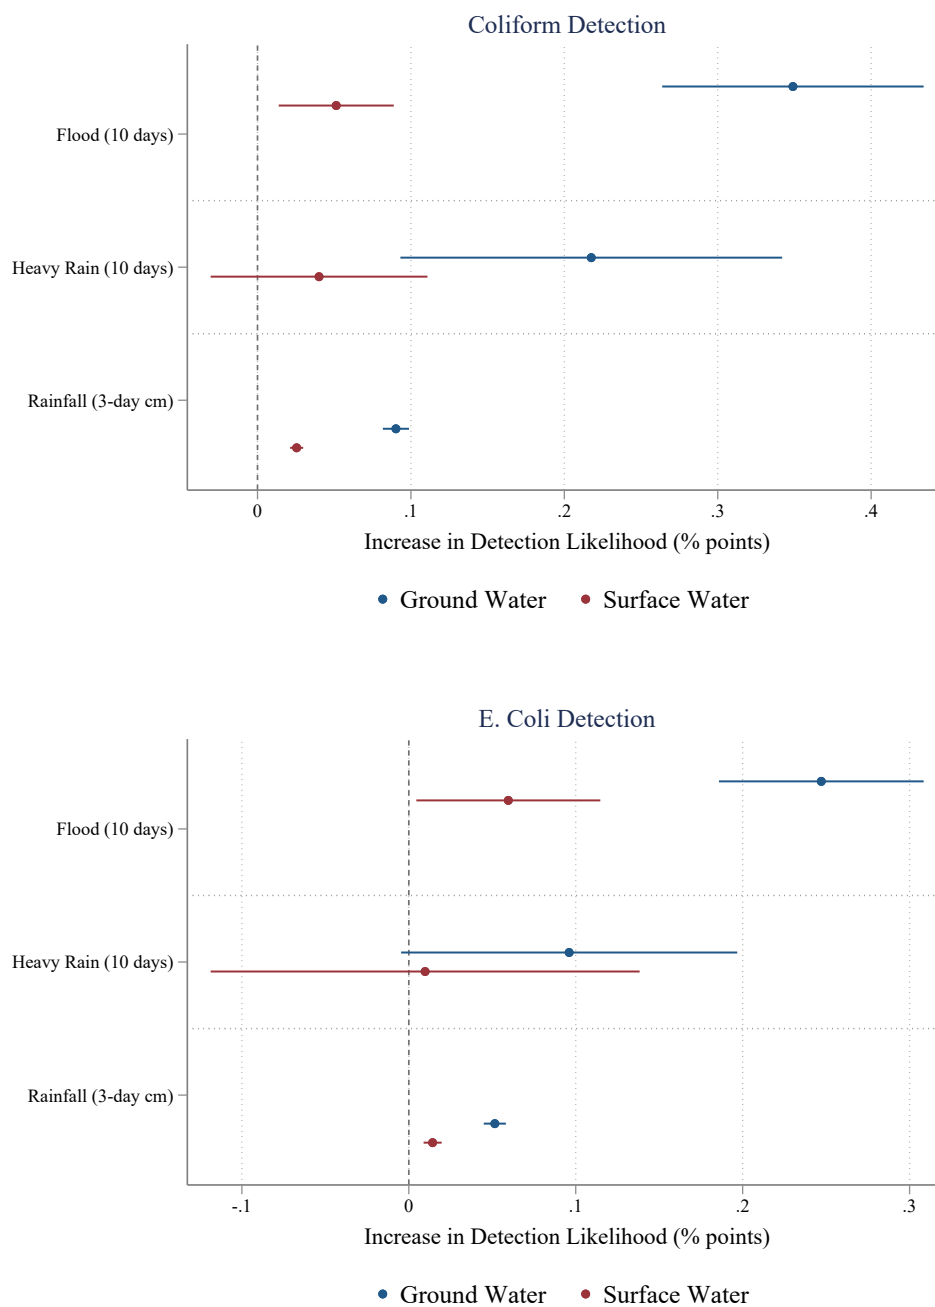 Coliform Detection
Flood (10 days)
Heavy Rain (10 days)
Rainfall (3-day cm)
0 .1 .2 .3 .4
Increase in Detection Likelihood (% points)
Ground Water Surface Water
E. Coli Detection
Flood (10 days)
Heavy Rain (10 days)
Rainfall (3-day cm)
-.1 0 .1 .2 .3
Increase in Detection Likelihood (% points)
Ground Water Surface Water